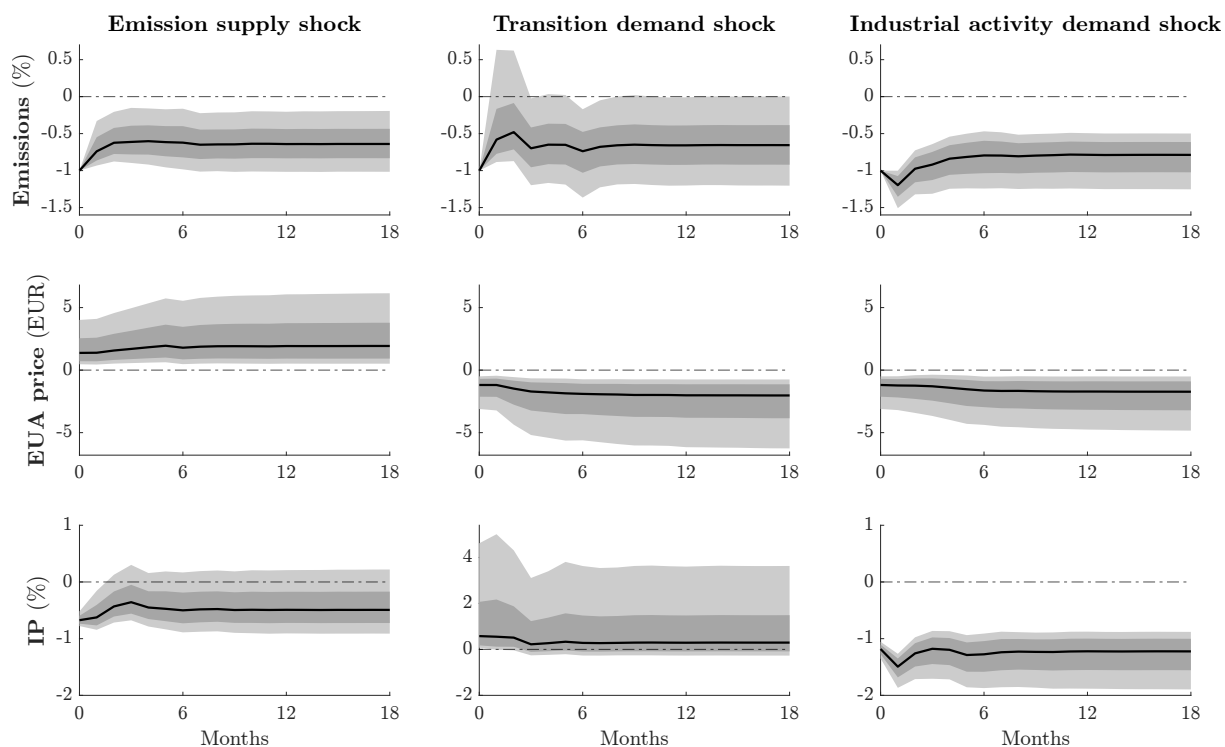 Emission supply shock
Transition demand shock
Industrial activity demand shock
Emissions (%)
0.5
0
-0.5
-1
-1.5
0 6 12 18
0.5
0
-0.5
-1
-1.5
0 6 12 18
0.5
0
-0.5
-1
-1.5
0 6 12 18
EUA price (EUR)
5
0
-5
0 6 12 18
5
0
-5
0 6 12 18
5
0
-5
0 6 12 18
IP (%)
1
0
-1
-2
0 6 12 18
Months
4
2
0
-2
0 6 12 18
Months
1
0
-1
-2
0 6 12 18
Months